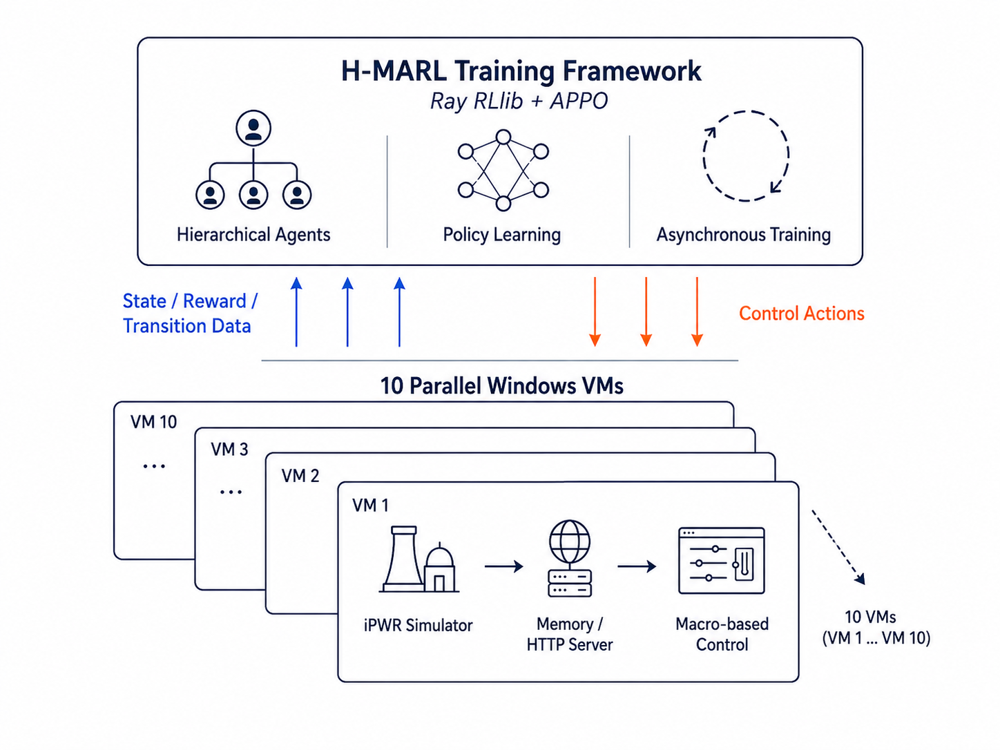 H-MARL Training Framework
Ray RLlib + APPO
Hierarchical Agents
Policy Learning
Asynchronous Training
State / Reward /
Transition Data
Control Actions
10 Parallel Windows VMs
VM 10
...
VM 3
...
VM 2
VM 1
iPWR Simulator
Memory /
HTTP Server
Macro-based
Control
10 VMs
(VM 1 ... VM 10)